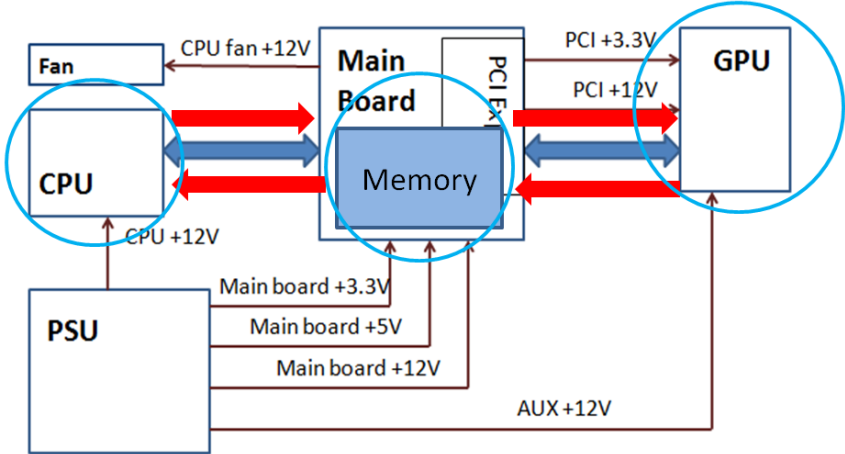 CPU fan +12V
Fan
Main
Board
PCI EX
PCI +3.3V
PCI +12V
GPU
CPU
Memory
CPU +12V
PSU
Main board +3.3V
Main board +5V
Main board +12V
AUX +12V